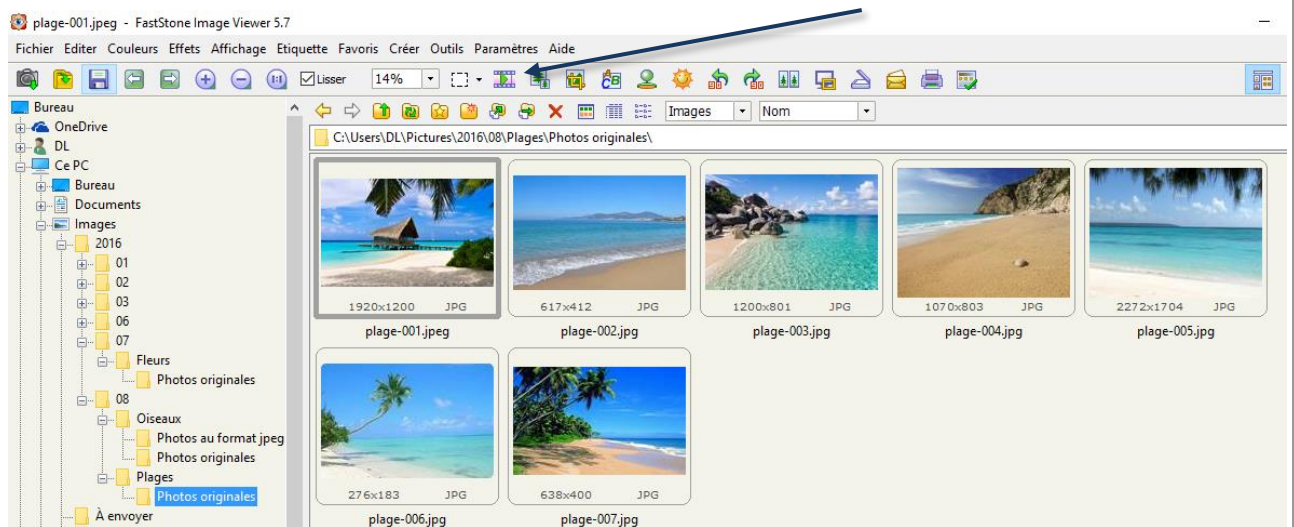 plage-001.jpeg - FastStone Image Viewer 5.7
Fichier Editer Couleurs Effets Affichage Etiquette Favoris Créer Outils Paramètres Aide
1:1 Lisser 14%
Bureau
OneDrive
DL
Ce PC
Bureau
Documents
Images
2016
01
02
03
06
07
Fleurs
Photos originales
08
Oiseaux
Photos au format jpeg
Photos originales
Plages
Photos originales
À envoyer
Images Nom
C:\Users\DL\Pictures\2016\08\Plages\Photos originales\
1920x1200 JPG
plage-001.jpeg
617x412 JPG
plage-002.jpg
1200x801 JPG
plage-003.jpg
1070x803 JPG
plage-004.jpg
2272x1704 JPG
plage-005.jpg
276x183 JPG
plage-006.jpg
638x400 JPG
plage-007.jpg